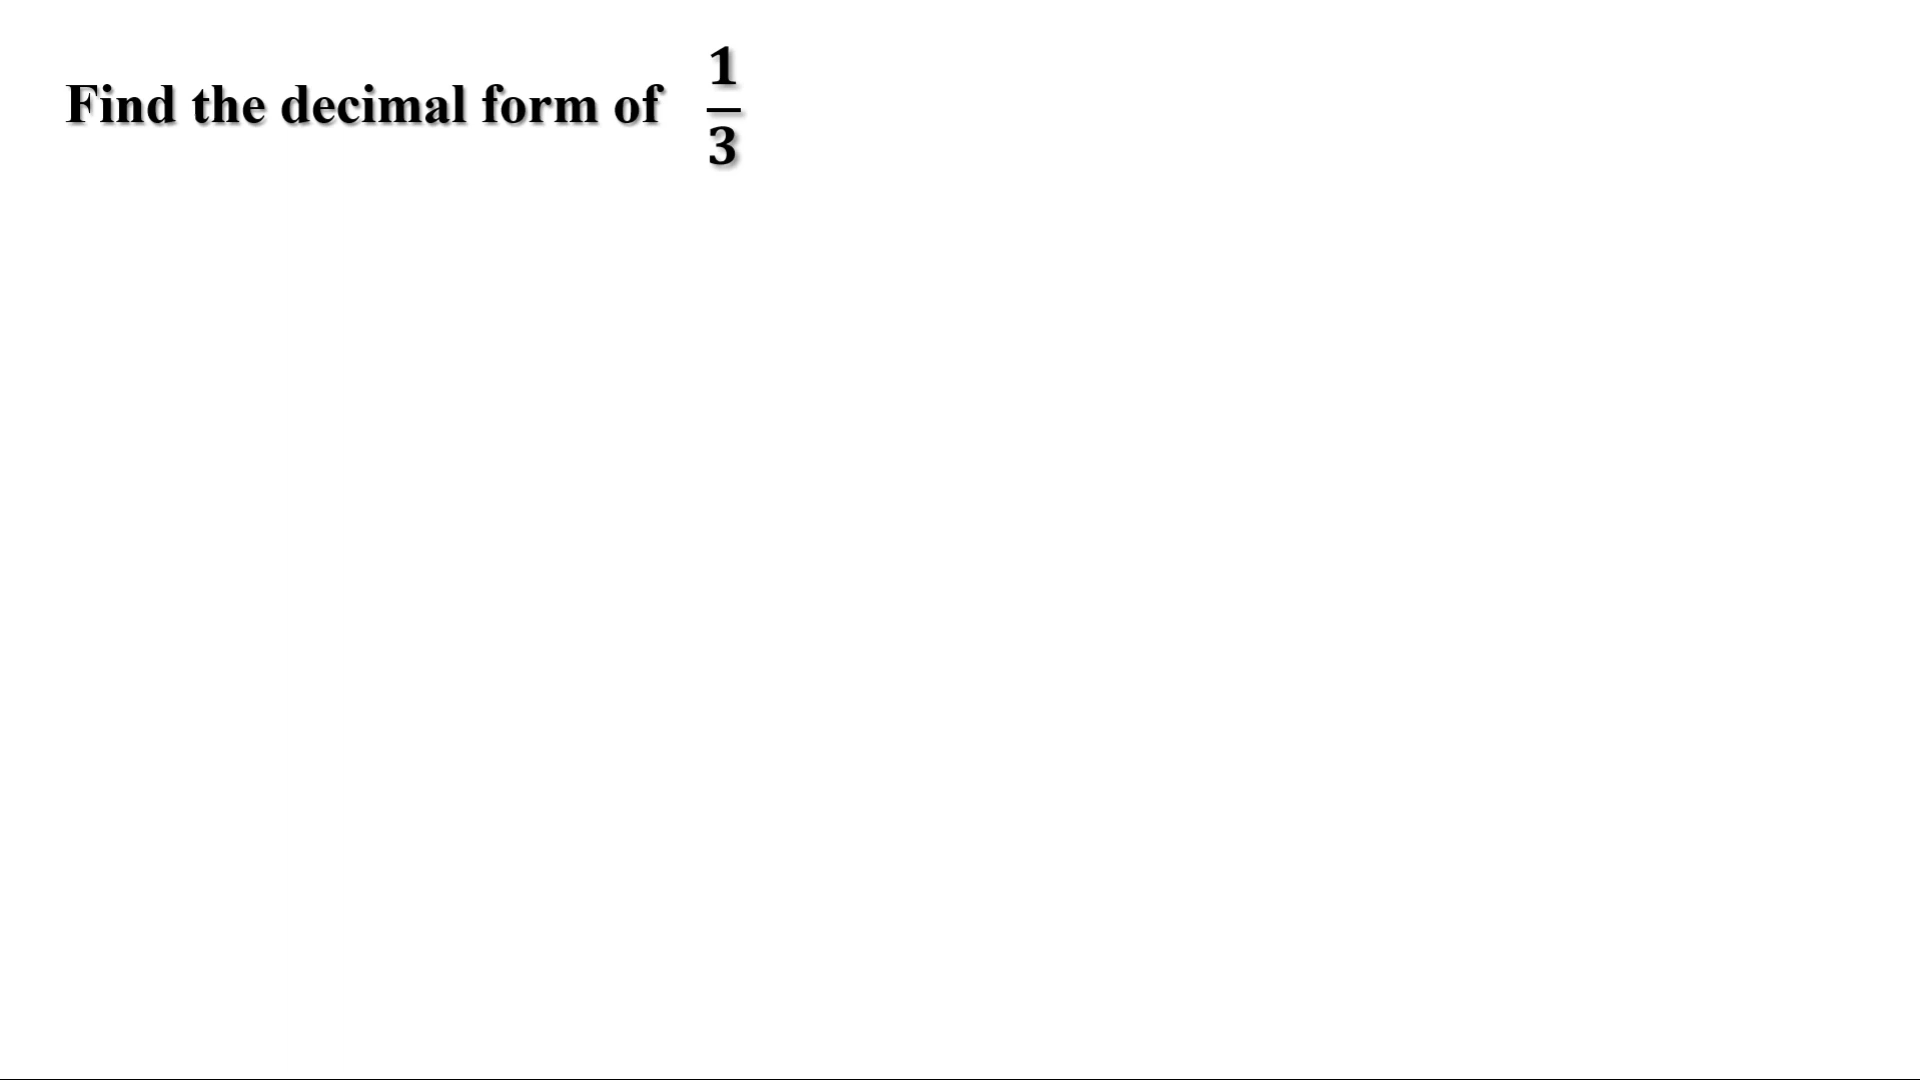 Find the decimal form of 1/3